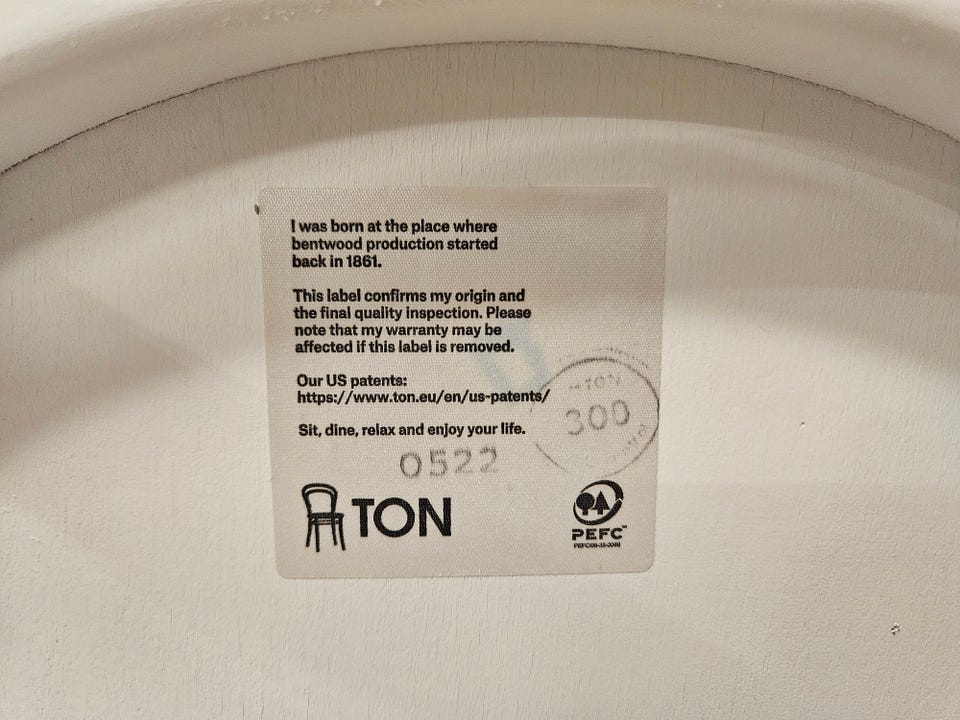 I was born at the place where
bentwood production started
back in 1861.
This label confirms my origin and
the final quality inspection. Please
note that my warranty may be
affected if this label is removed.
Our US patents:
https://www.ton.eu/en/us-patents/
TON
300
Sit, dine, relax and enjoy your life.
0522
TON
PEFC™